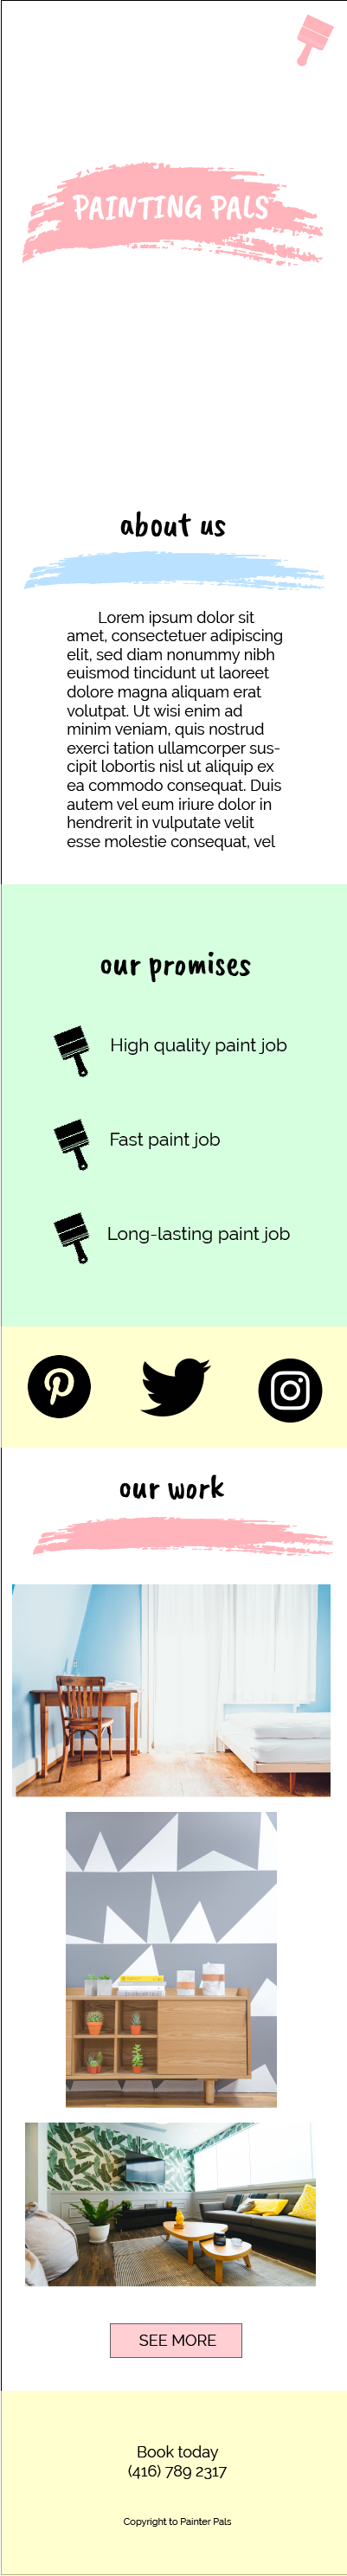 PAINTING PALS
about us
Lorem ipsum dolor sit
amet, consectetuer adipiscing
elit, sed diam nonummy nibh
euismod tincidunt ut laoreet
dolore magna aliquam erat
volutpat. Ut wisi enim ad
minim veniam, quis nostrud
exerci tation ullamcorper sus-
cipit lobortis nisl ut aliquip ex
ea commodo consequat. Duis
autem vel eum iriure dolor in
hendrerit in vulputate velit
esse molestie consequat, vel
our promises
High quality paint job
Fast paint job
Long-lasting paint job
our work
SEE MORE
Book today
(416) 789 2317
Copyright to Painter Pals